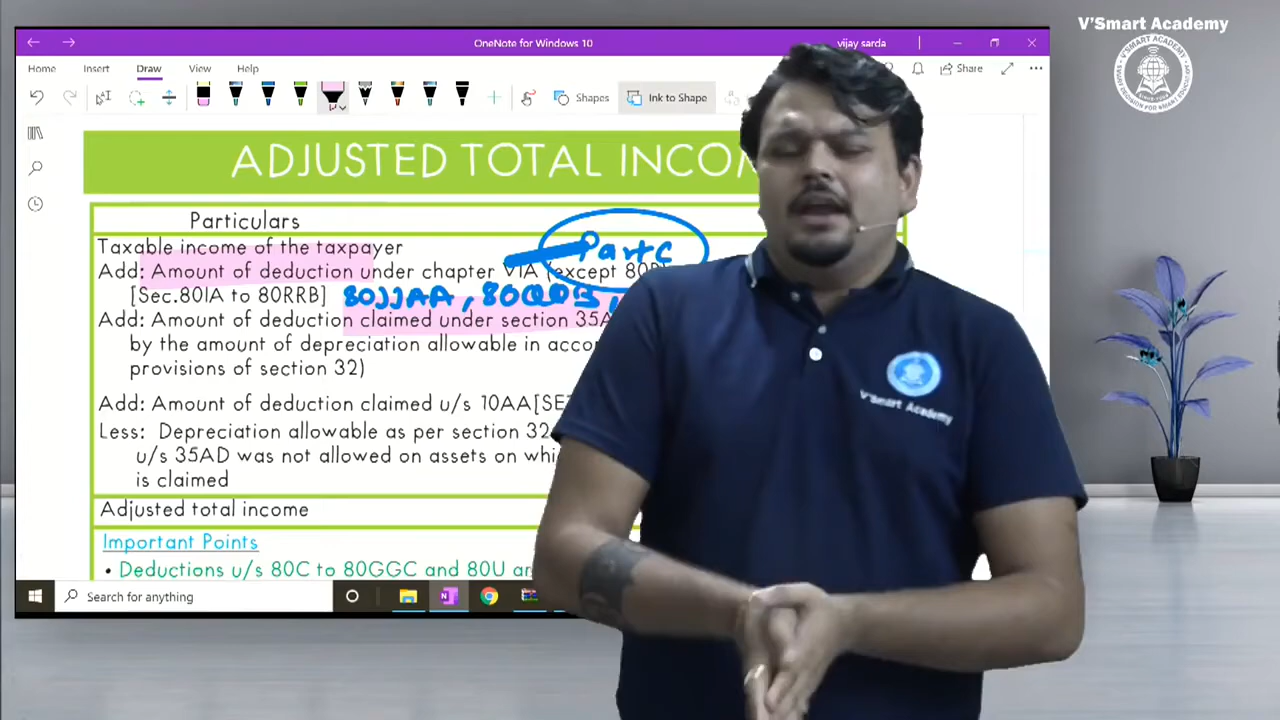 V'Smart Academy
OneNote for Windows 10
vijay sarda
Home Insert Draw View Help
Share
Shapes
Ink to Shape
ADJUSTED TOTAL INCOM
Particulars
Part C
Taxable income of the taxpayer
Add: Amount of deduction under chapter VIA (except 80P
[Sec.80IA to 80RRB] 80JJAA, 80QQB,
Add: Amount of deduction claimed under section 35A
by the amount of depreciation allowable in accor
provisions of section 32)
Add: Amount of deduction claimed u/s 10AA[SEZ
Less: Depreciation allowable as per section 32
u/s 35AD was not allowed on assets on whi
is claimed
Adjusted total income
Important Points
• Deductions u/s 80C to 80GGC and 80U ar
Search for anything
V'Smart Academy